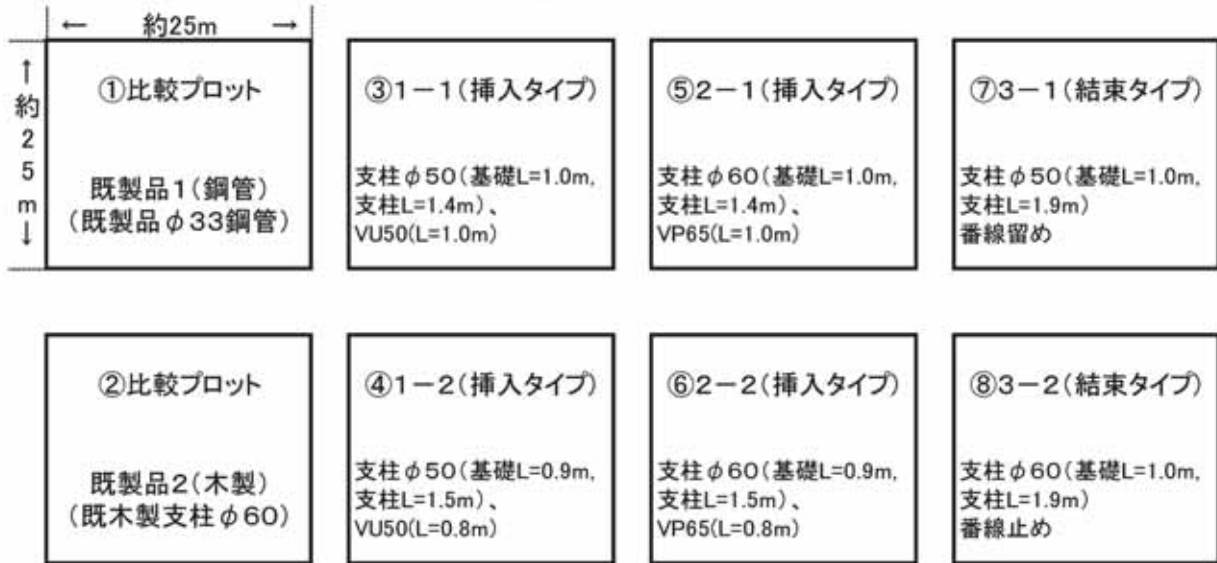 ← 約25m →
↑
約
2
5
m
↓
①比較プロット
既製品1(鋼管)
(既製品φ33鋼管)
③1-1(挿入タイプ)
支柱φ50(基礎L=1.0m,
支柱L=1.4m)、
VU50(L=1.0m)
⑤2-1(挿入タイプ)
支柱φ60(基礎L=1.0m,
支柱L=1.4m)、
VP65(L=1.0m)
⑦3-1(結束タイプ)
支柱φ50(基礎L=1.0m,
支柱L=1.9m)
番線留め
②比較プロット
既製品2(木製)
(既木製支柱φ60)
④1-2(挿入タイプ)
支柱φ50(基礎L=0.9m,
支柱L=1.5m)、
VU50(L=0.8m)
⑥2-2(挿入タイプ)
支柱φ60(基礎L=0.9m,
支柱L=1.5m)、
VP65(L=0.8m)
⑧3-2(結束タイプ)
支柱φ60(基礎L=1.0m,
支柱L=1.9m)
番線止め